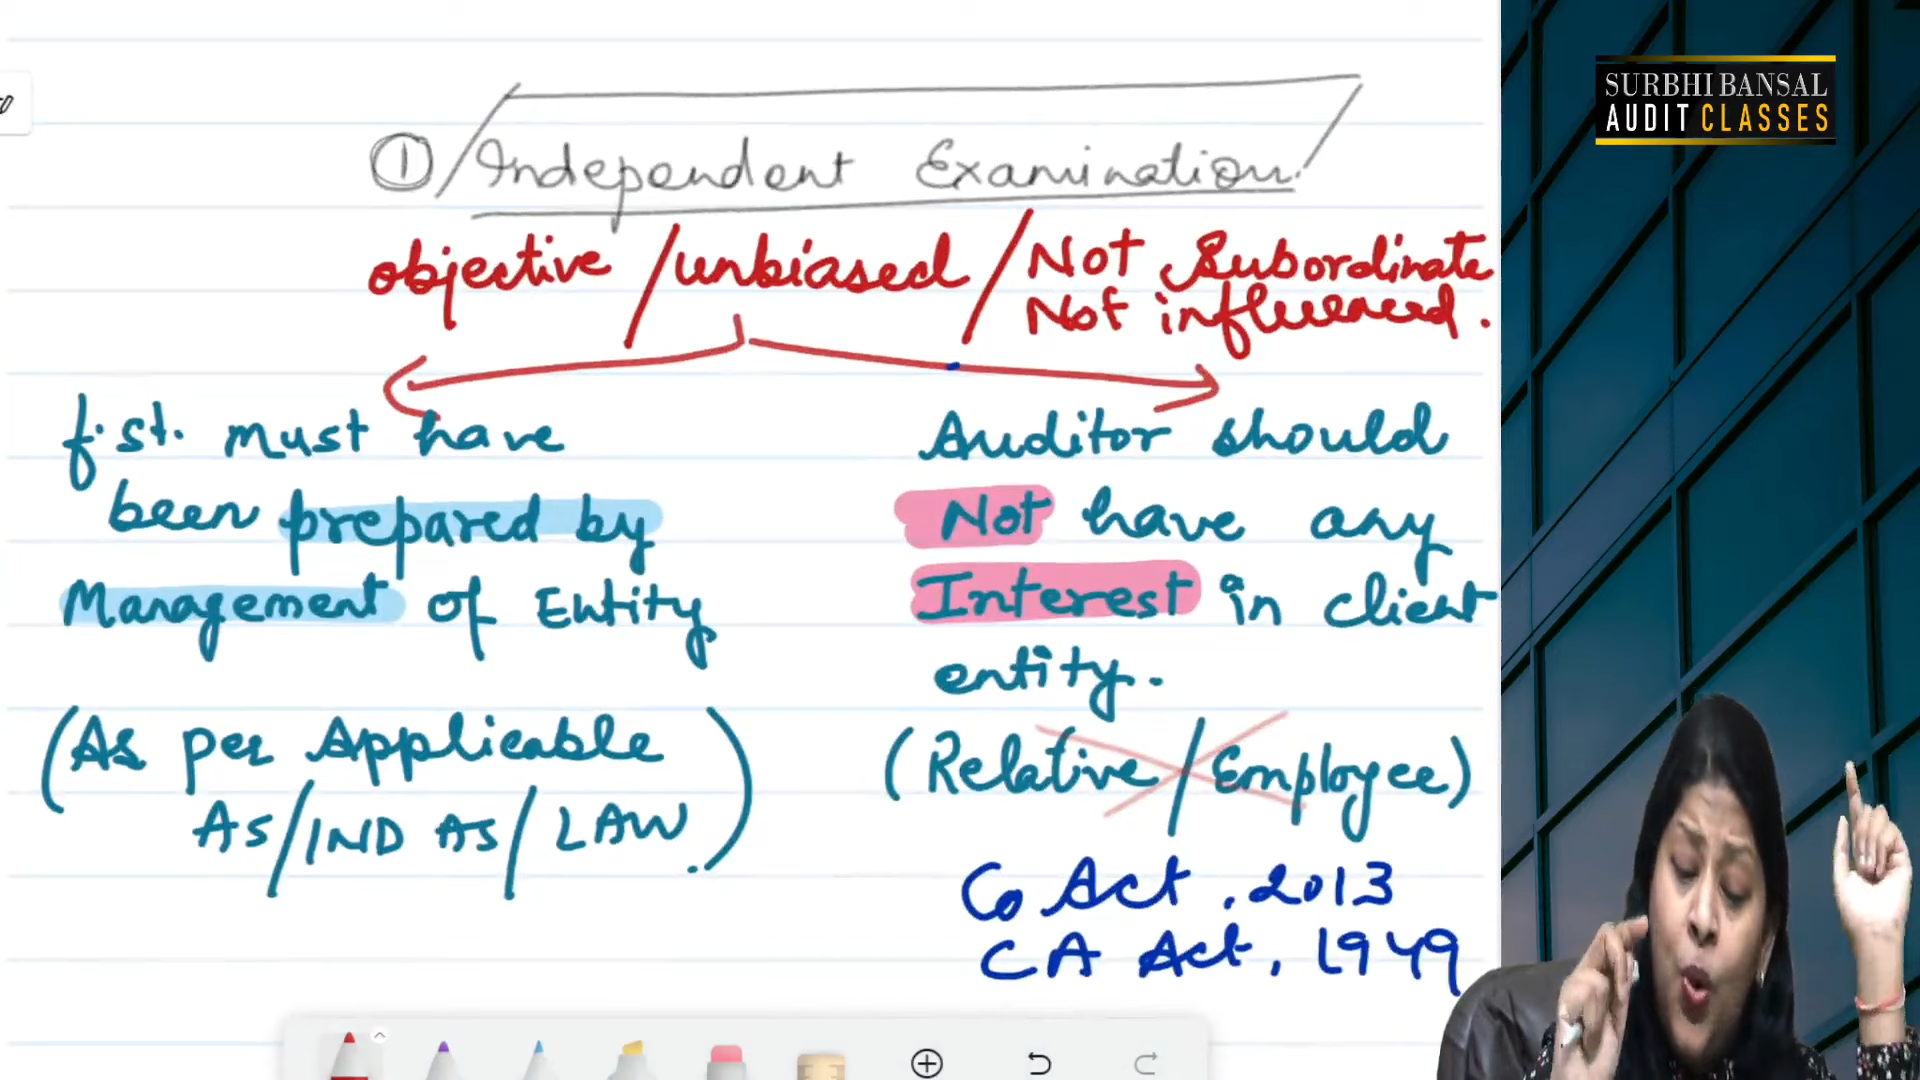 SURBHI BANSAL
AUDIT CLASSES
① Independent Examination.
objective / unbiased / Not Subordinate
Not influenced.
f. st. must have
been prepared by
Management of Entity
(As per Applicable
AS/IND AS/LAW.)
Auditor should
Not have any
Interest in client
entity.
(Relative/Employee)
Co Act, 2013
CA Act, 1949